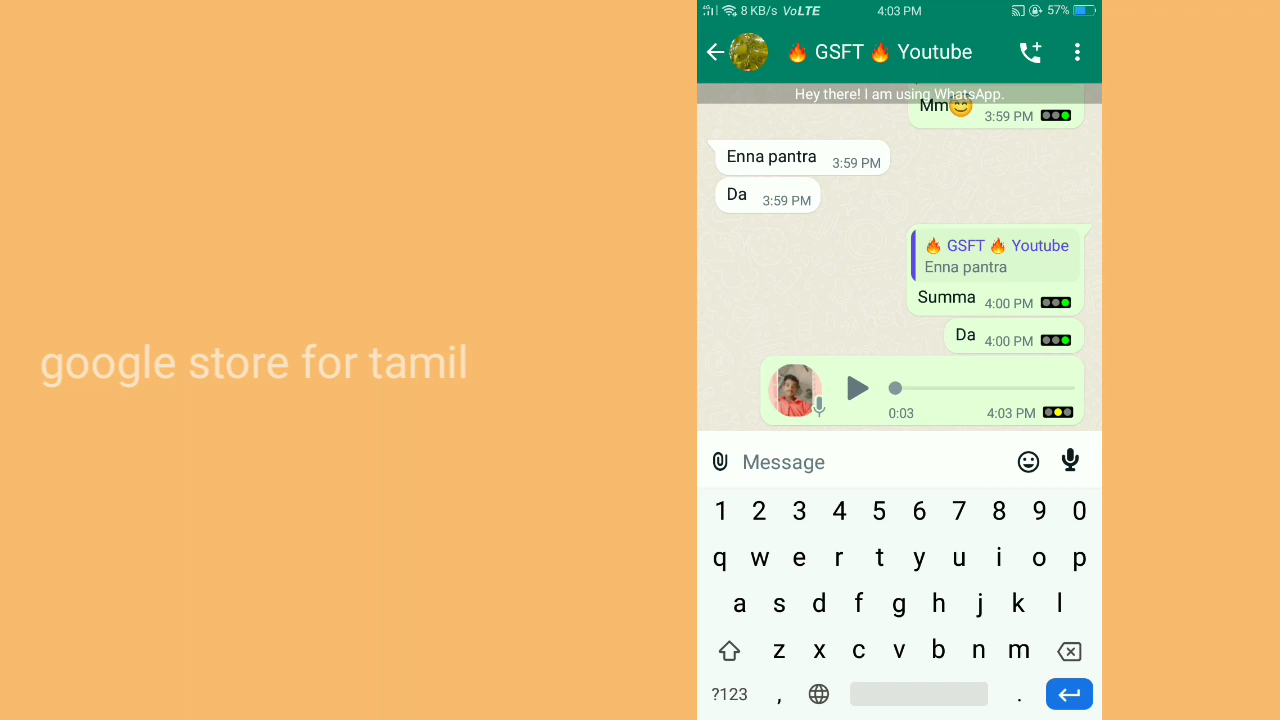 google store for tamil
4G 8 KB/s VoLTE 4:03 PM 57%
🔥 GSFT 🔥 Youtube
Hey there! I am using WhatsApp.
Mm😊 3:59 PM
Enna pantra 3:59 PM
Da 3:59 PM
🔥 GSFT 🔥 Youtube
Enna pantra
Summa 4:00 PM
Da 4:00 PM
0:03 4:03 PM
Message
1 2 3 4 5 6 7 8 9 0
q w e r t y u i o p
a s d f g h j k l
z x c v b n m
?123 , .